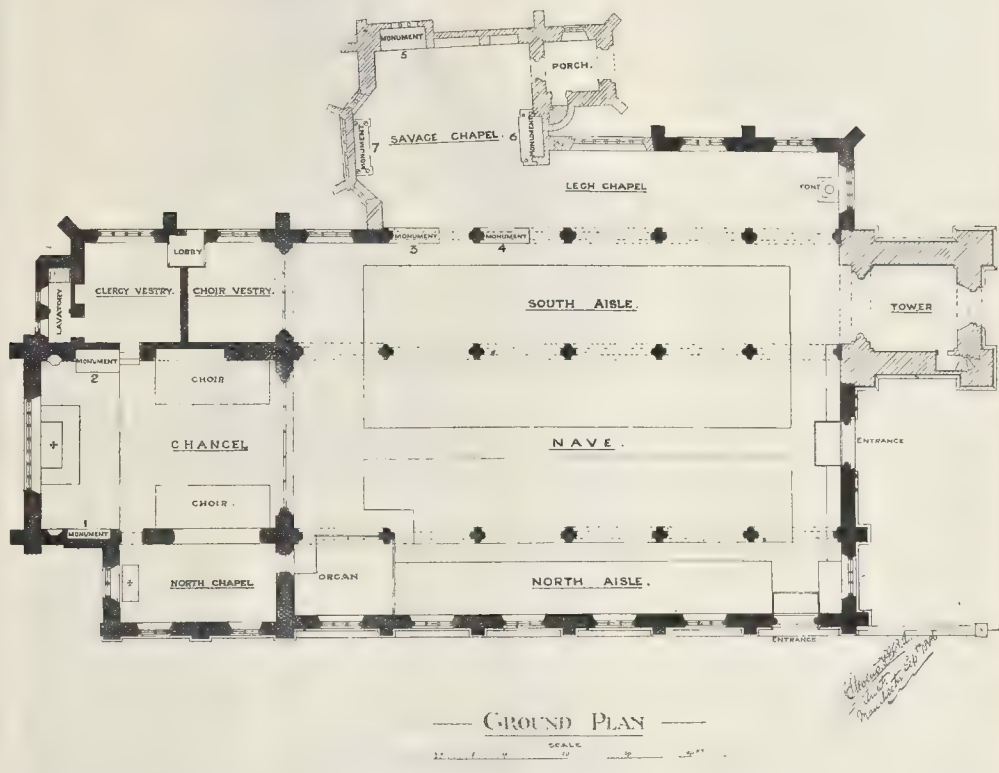 MONUMENT
5
PORCH.
SAVAGE CHAPEL.
6
MONUMENT
MONUMENT
7
LEGH CHAPEL
FONT
LOBBY
MONUMENT
3
MONUMENT
4
CLERGY VESTRY.
CHOIR VESTRY.
LAVATORY
SOUTH AISLE.
TOWER
MONUMENT
2
CHOIR
CHANCEL
NAVE.
ENTRANCE
CHOIR.
1
MONUMENT
NORTH CHAPEL
ORGAN
NORTH AISLE.
ENTRANCE
Manchester Sep
GROUND PLAN
SCALE